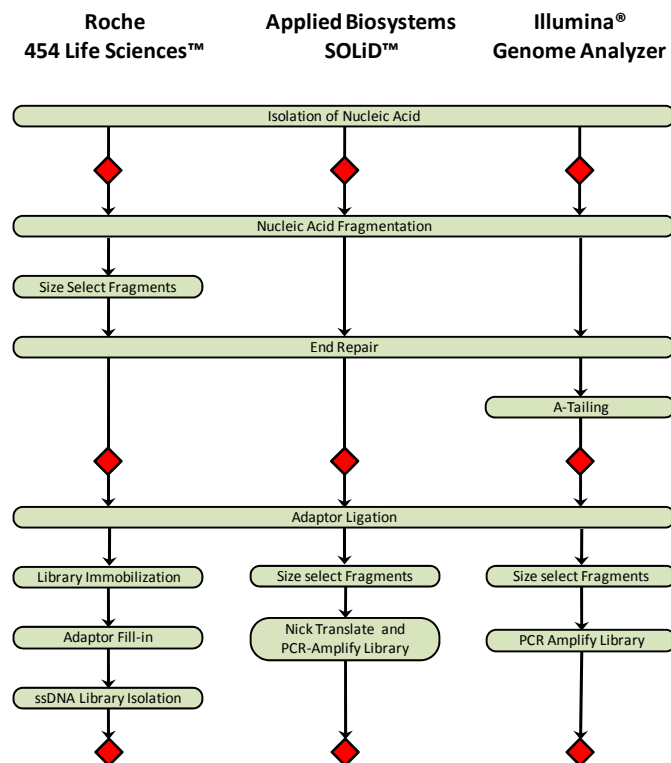 Roche
454 Life Sciences™
Applied Biosystems
SOLiD™
Illumina®
Genome Analyzer
Isolation of Nucleic Acid
Nucleic Acid Fragmentation
Size Select Fragments
End Repair
A-Tailing
Adaptor Ligation
Library Immobilization
Size select Fragments
Size select Fragments
Adaptor Fill-in
Nick Translate and
PCR-Amplify Library
PCR Amplify Library
ssDNA Library Isolation